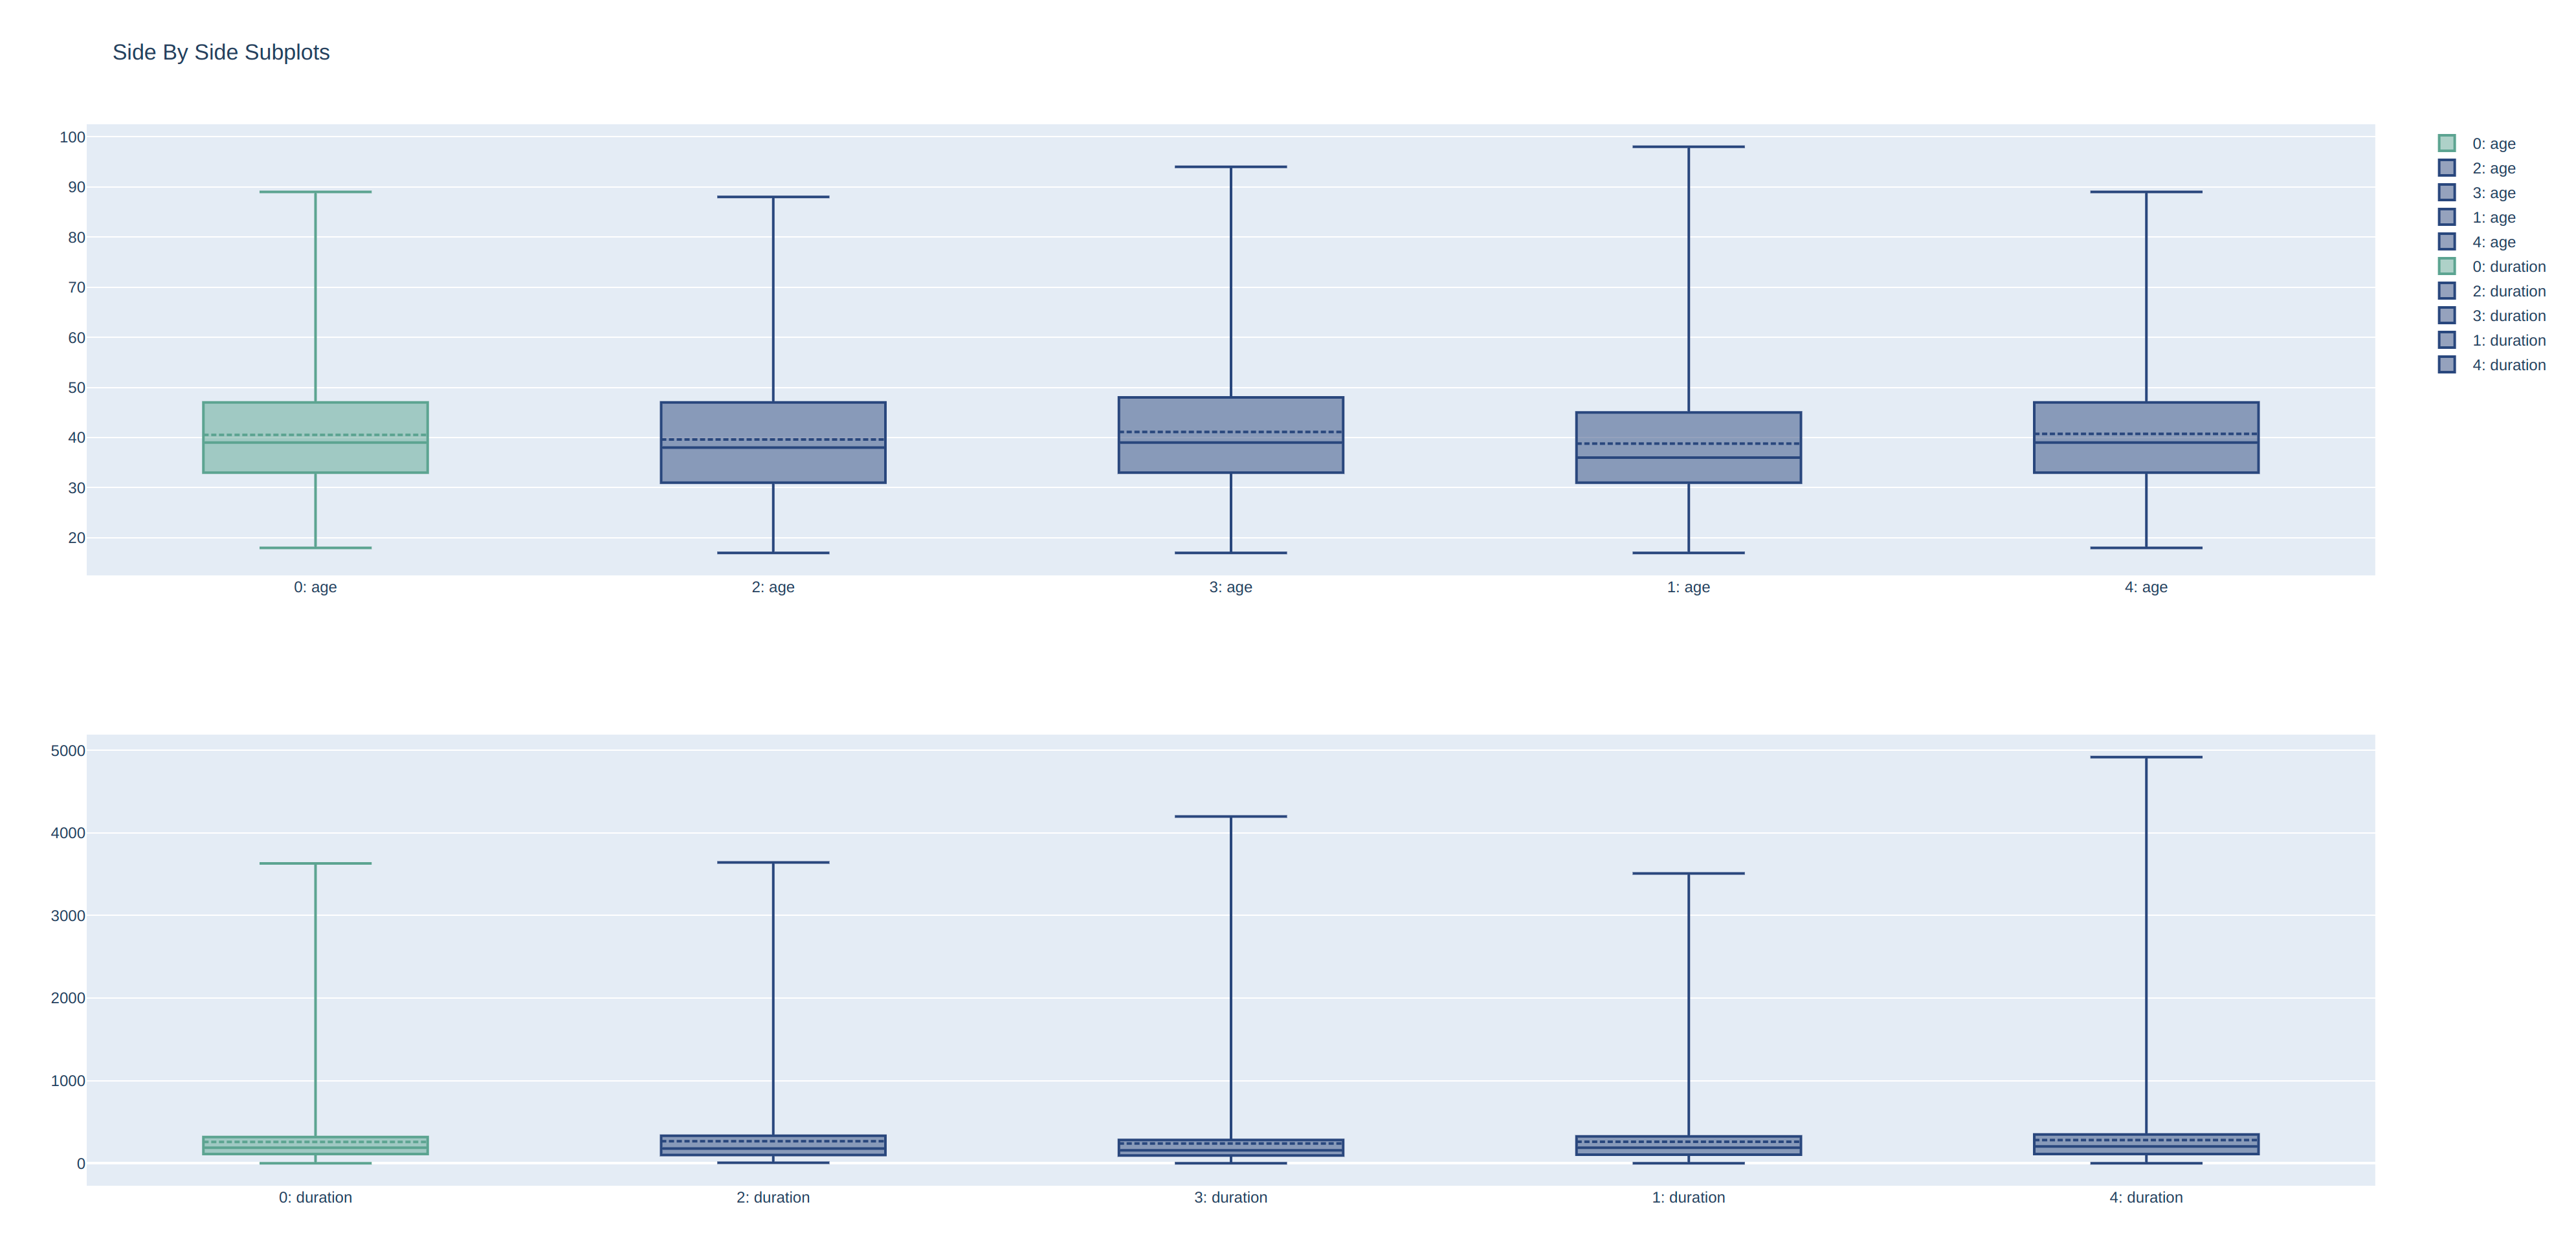 Side By Side Subplots
100
90
80
70
60
50
40
30
20
0: age
2: age
3: age
1: age
4: age
0: age
2: age
3: age
1: age
4: age
0: duration
2: duration
3: duration
1: duration
4: duration
5000
4000
3000
2000
1000
0
0: duration
2: duration
3: duration
1: duration
4: duration